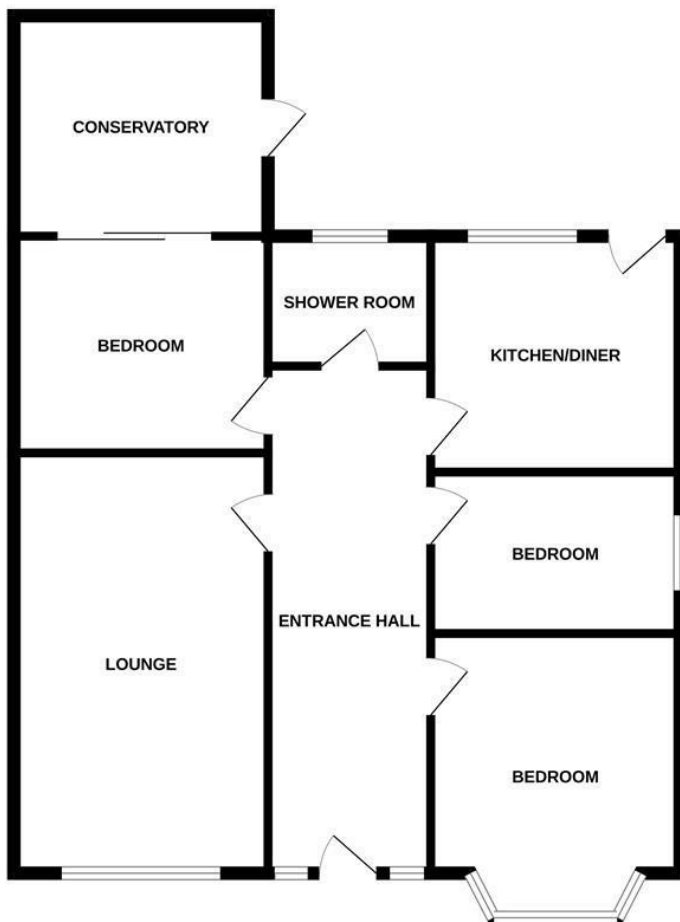 CONSERVATORY
SHOWER ROOM
BEDROOM
KITCHEN/DINER
BEDROOM
ENTRANCE HALL
LOUNGE
BEDROOM